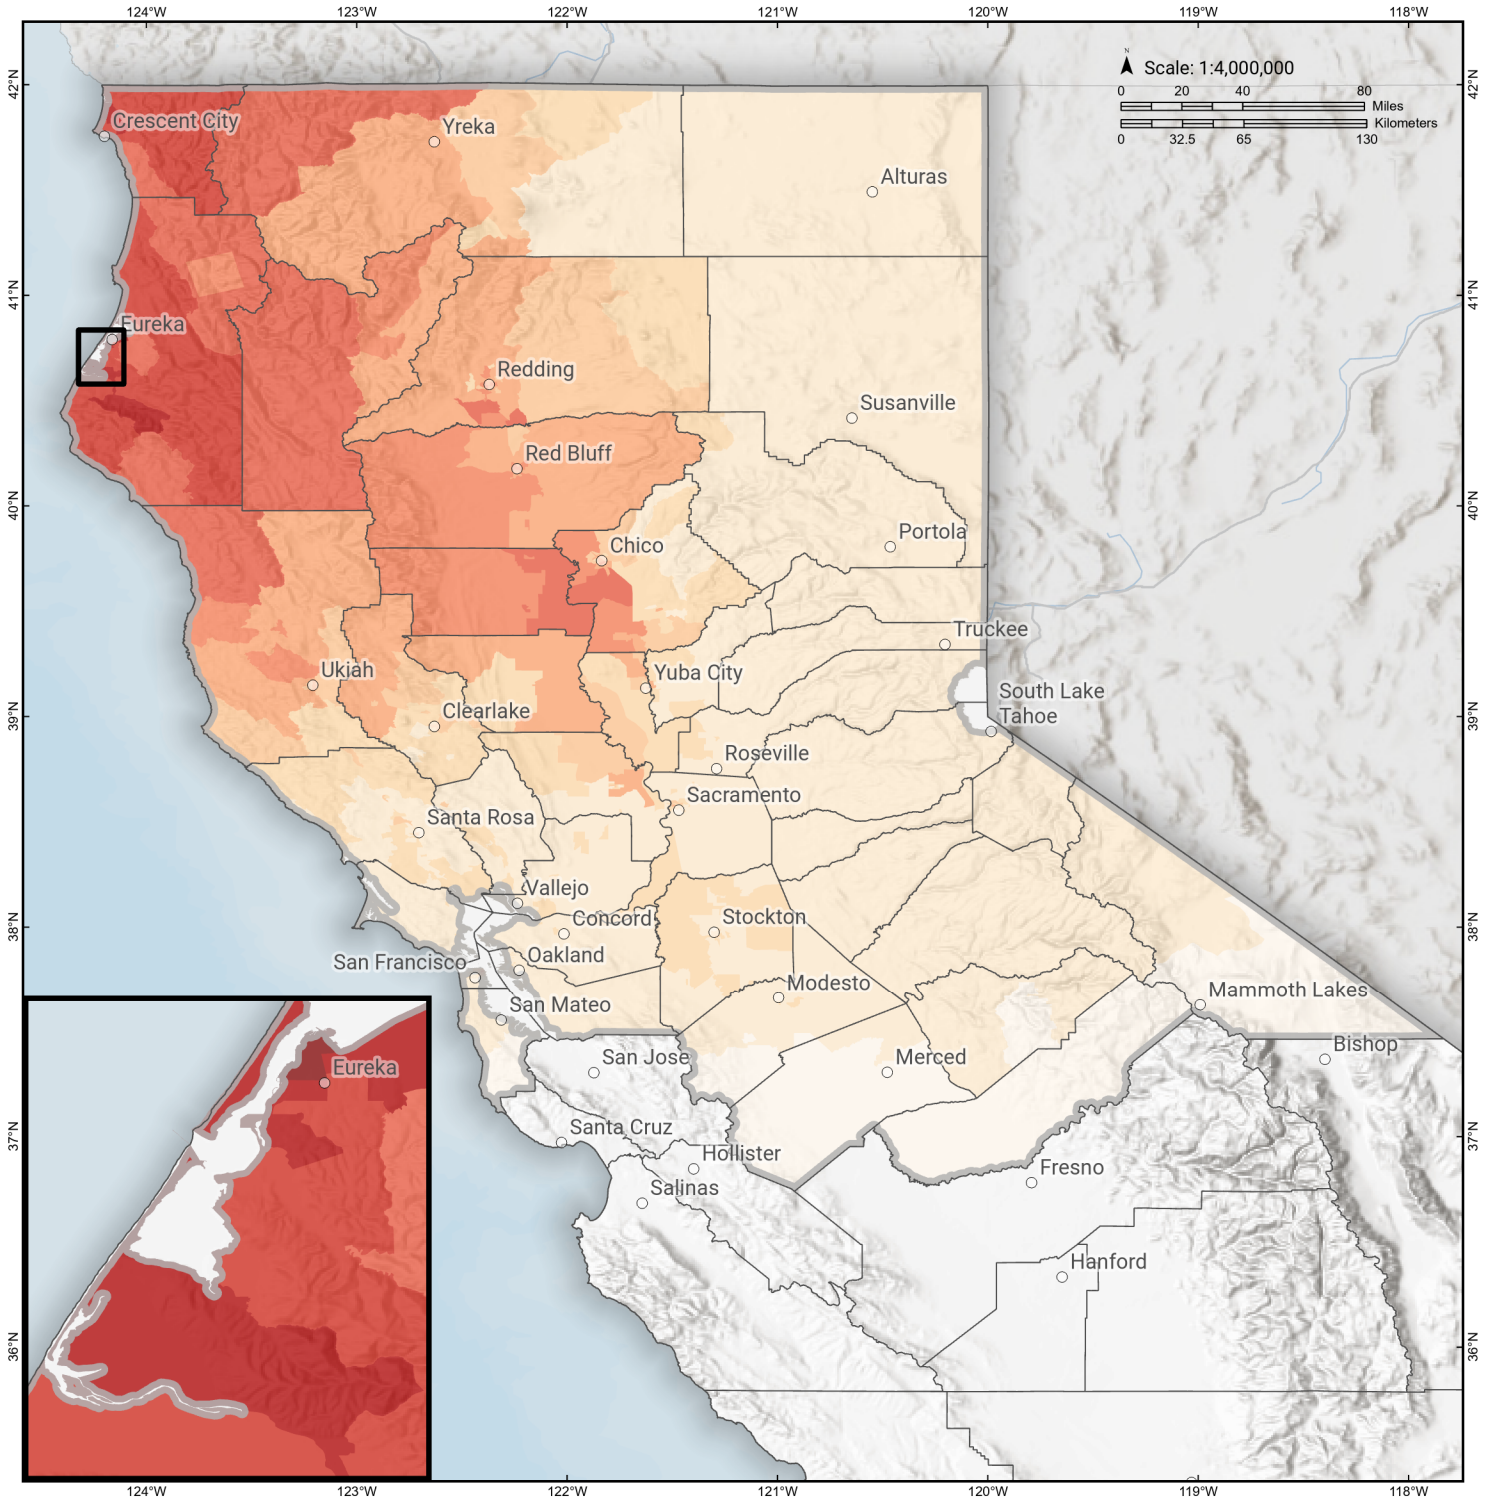 124°W 123°W 122°W 121°W 120°W 119°W 118°W
N
Scale: 1:4,000,000
0 20 40 80
Miles
Kilometers
0 32.5 65 130
42°N 42°N
Crescent City
Yreka
Alturas
41°N 41°N
Eureka
Redding
Susanville
Red Bluff
40°N 40°N
Portola
Chico
Truckee
Ukiah
Yuba City
South Lake
Tahoe
Clearlake
39°N 39°N
Roseville
Sacramento
Santa Rosa
Vallejo
Concord
Stockton
38°N 38°N
Oakland
San Francisco
Modesto
Mammoth Lakes
San Mateo
Bishop
San Jose
Merced
Eureka
Santa Cruz
37°N 37°N
Hollister
Fresno
Salinas
Hanford
36°N 36°N
124°W 123°W 122°W 121°W 120°W 119°W 118°W